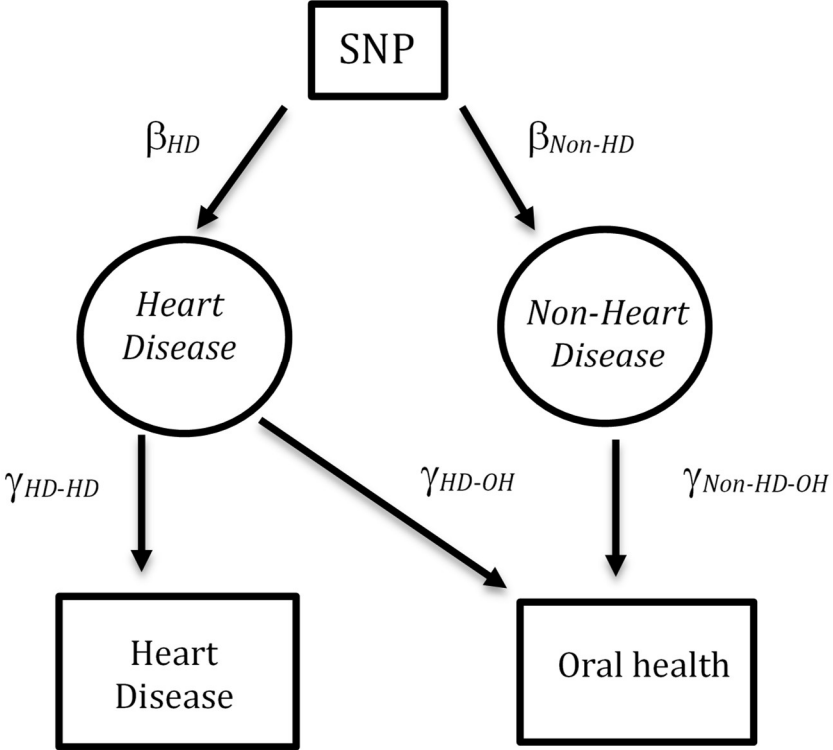 SNP
βHD
βNon-HD
Heart
Disease
Non-Heart
Disease
γHD-HD
γHD-OH
γNon-HD-OH
Heart
Disease
Oral health